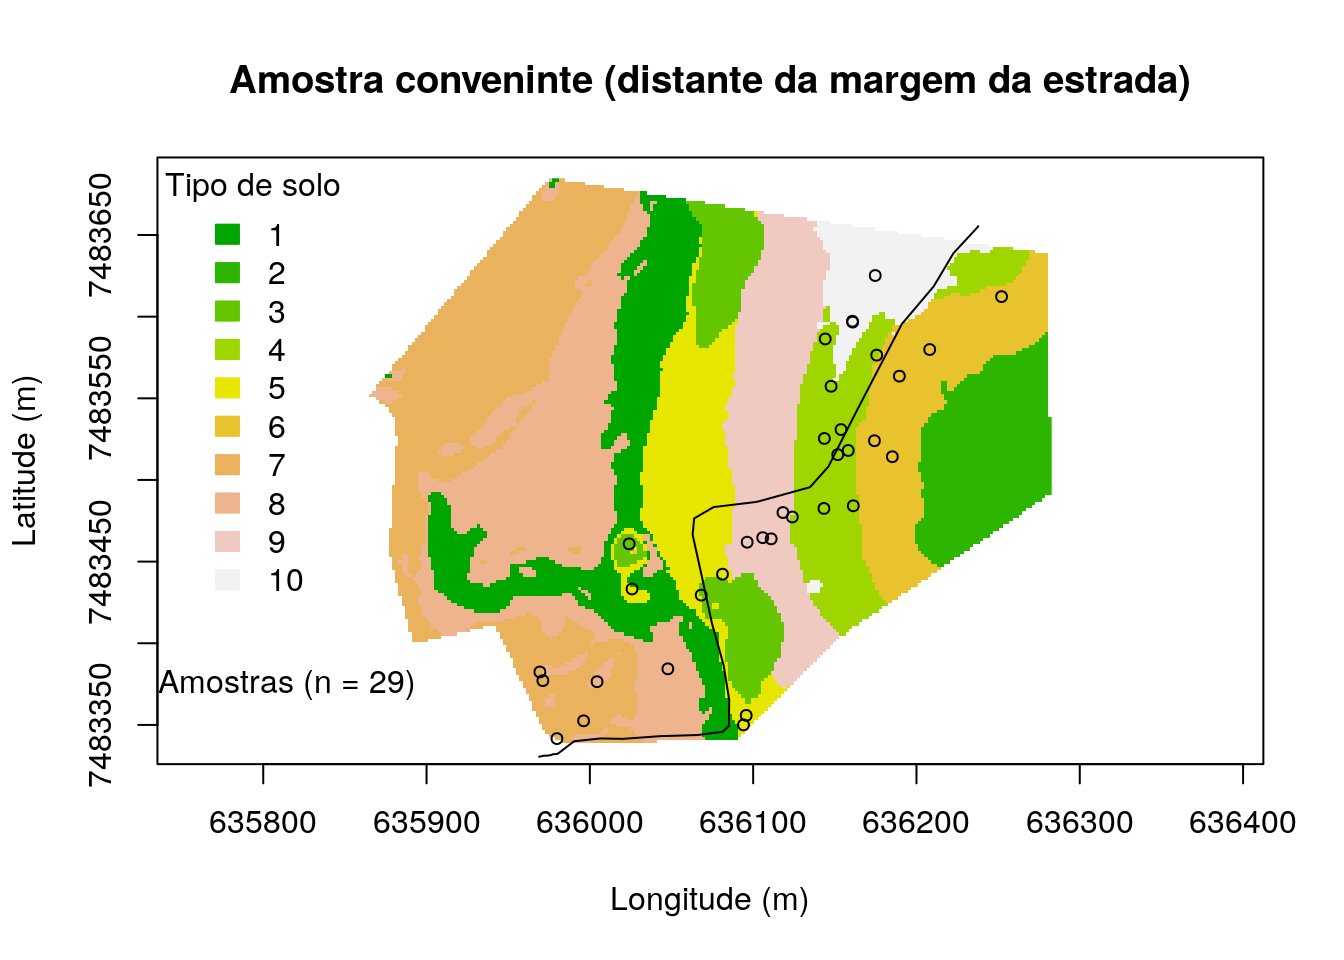 Amostra conveninte (distante da margem da estrada)
Tipo de solo
1
2
3
4
5
6
7
8
9
10
Amostras (n = 29)
Latitude (m)
7483650
7483550
7483450
7483350
635800 635900 636000 636100 636200 636300 636400
Longitude (m)